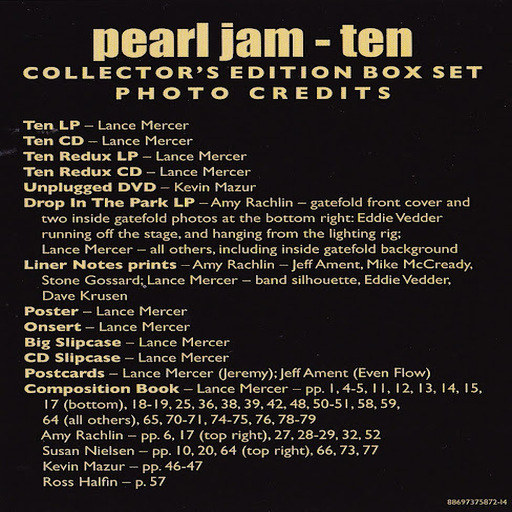 pearl jam - ten
COLLECTOR'S EDITION BOX SET
PHOTO CREDITS
Ten LP – Lance Mercer
Ten CD – Lance Mercer
Ten Redux LP – Lance Mercer
Ten Redux CD – Lance Mercer
Unplugged DVD – Kevin Mazur
Drop In The Park LP – Amy Rachlin – gatefold front cover and
two inside gatefold photos at the bottom right: Eddie Vedder
running off the stage, and hanging from the lighting rig;
Lance Mercer – all others, including inside gatefold background
Liner Notes prints – Amy Rachlin – Jeff Ament, Mike McCready,
Stone Gossard; Lance Mercer – band silhouette, Eddie Vedder,
Dave Krusen
Poster – Lance Mercer
Onsert – Lance Mercer
Big Slipcase – Lance Mercer
CD Slipcase – Lance Mercer
Postcards – Lance Mercer (Jeremy); Jeff Ament (Even Flow)
Composition Book – Lance Mercer – pp. 1, 4-5, 11, 12, 13, 14, 15,
17 (bottom), 18-19, 25, 36, 38, 39, 42, 48, 50-51, 58, 59,
64 (all others), 65, 70-71, 74-75, 76, 78-79
Amy Rachlin – pp. 6, 17 (top right), 27, 28-29, 32, 52
Susan Nielsen – pp. 10, 20, 64 (top right), 66, 73, 77
Kevin Mazur – pp. 46-47
Ross Halfin – p. 57
88697375872-14